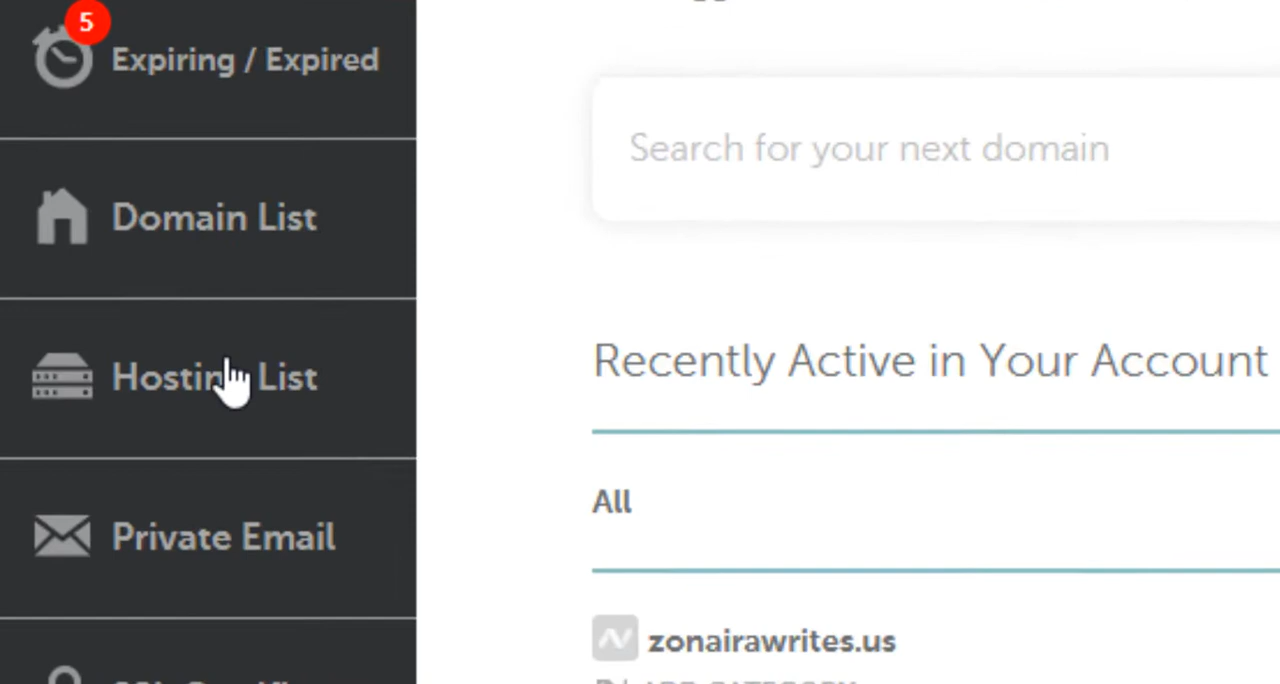 5
Expiring / Expired
Domain List
Hosting List
Private Email
Search for your next domain
Recently Active in Your Account
All
zonairawrites.us